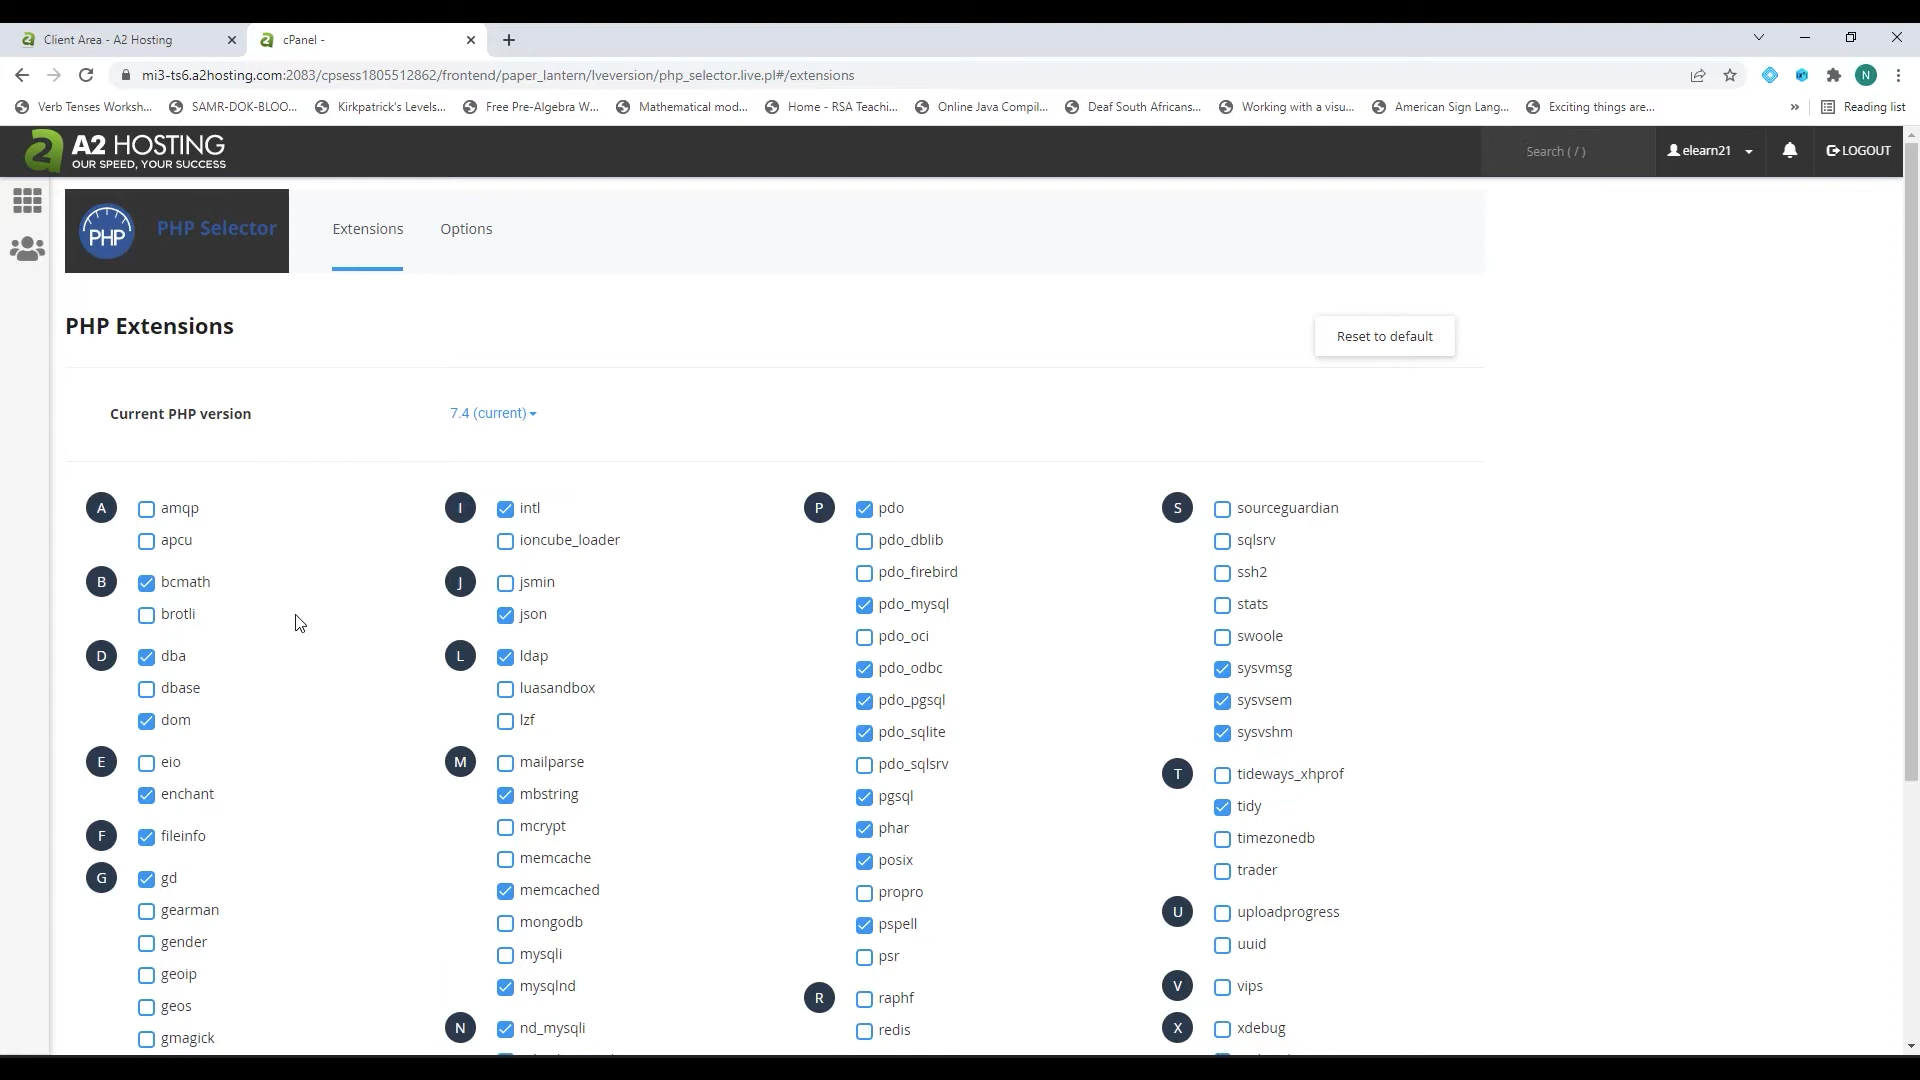 Client Area - A2 Hosting
cPanel -
mi3-ts6.a2hosting.com:2083/cpsess1805512862/frontend/paper_lantern/lveversion/php_selector.live.pl#/extensions
N
Verb Tenses Worksh...
SAMR-DOK-BLOO...
Kirkpatrick's Levels...
Free Pre-Algebra W...
Mathematical mod...
Home - RSA Teachi...
Online Java Compil...
Deaf South Africans...
Working with a visu...
American Sign Lang...
Exciting things are...
»
Reading list
A2 HOSTING
OUR SPEED, YOUR SUCCESS
Search ( / )
elearn21
LOGOUT
PHP
PHP Selector
Extensions
Options
PHP Extensions
Reset to default
Current PHP version
7.4 (current)
A
amqp
apcu
B
bcmath
brotli
D
dba
dbase
dom
E
eio
enchant
F
fileinfo
G
gd
gearman
gender
geoip
geos
gmagick
I
intl
ioncube_loader
J
jsmin
json
L
ldap
luasandbox
lzf
M
mailparse
mbstring
mcrypt
memcache
memcached
mongodb
mysqli
mysqlnd
N
nd_mysqli
P
pdo
pdo_dblib
pdo_firebird
pdo_mysql
pdo_oci
pdo_odbc
pdo_pgsql
pdo_sqlite
pdo_sqlsrv
pgsql
phar
posix
propro
pspell
psr
R
raphf
redis
S
sourceguardian
sqlsrv
ssh2
stats
swoole
sysvmsg
sysvsem
sysvshm
T
tideways_xhprof
tidy
timezonedb
trader
U
uploadprogress
uuid
V
vips
X
xdebug